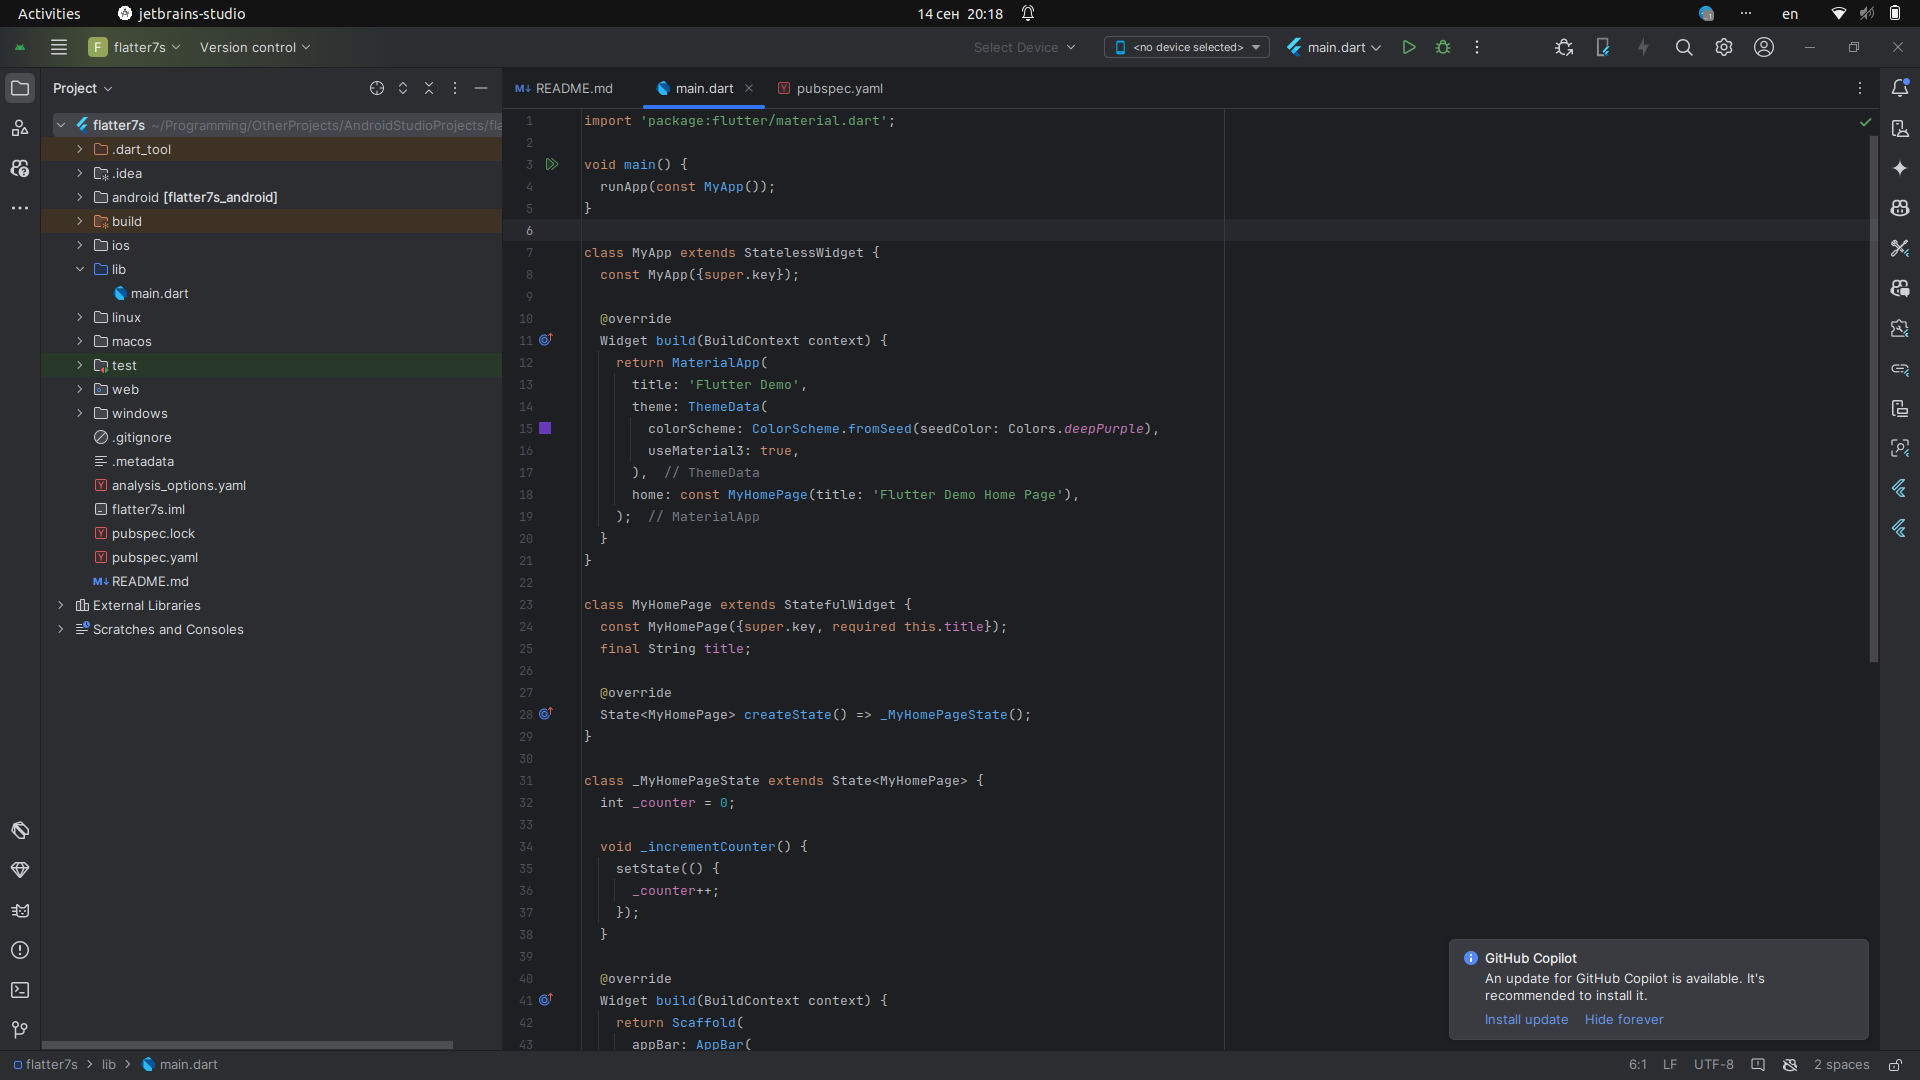 Activities
jetbrains-studio
14 сен 20:18
en
F flatter7s
Version control
Select Device
<no device selected>
main.dart
Project
README.md
main.dart
pubspec.yaml
flatter7s ~/Programming/OtherProjects/AndroidStudioProjects/fla
.dart_tool
.idea
android [flatter7s_android]
build
ios
lib
main.dart
linux
macos
test
web
windows
.gitignore
.metadata
analysis_options.yaml
flatter7s.iml
pubspec.lock
pubspec.yaml
README.md
External Libraries
Scratches and Consoles
1 import 'package:flutter/material.dart';
2
3 void main() {
4 runApp(const MyApp());
5 }
6
7 class MyApp extends StatelessWidget {
8 const MyApp({super.key});
9
10 @override
11 Widget build(BuildContext context) {
12 return MaterialApp(
13 title: 'Flutter Demo',
14 theme: ThemeData(
15 colorScheme: ColorScheme.fromSeed(seedColor: Colors.deepPurple),
16 useMaterial3: true,
17 ), // ThemeData
18 home: const MyHomePage(title: 'Flutter Demo Home Page'),
19 ); // MaterialApp
20 }
21 }
22
23 class MyHomePage extends StatefulWidget {
24 const MyHomePage({super.key, required this.title});
25 final String title;
26
27 @override
28 State<MyHomePage> createState() => _MyHomePageState();
29 }
30
31 class _MyHomePageState extends State<MyHomePage> {
32 int _counter = 0;
33
34 void _incrementCounter() {
35 setState(() {
36 _counter++;
37 });
38 }
39
40 @override
41 Widget build(BuildContext context) {
42 return Scaffold(
43 appBar: AppBar(
GitHub Copilot
An update for GitHub Copilot is available. It's
recommended to install it.
Install update
Hide forever
flatter7s > lib > main.dart
6:1
LF
UTF-8
2 spaces